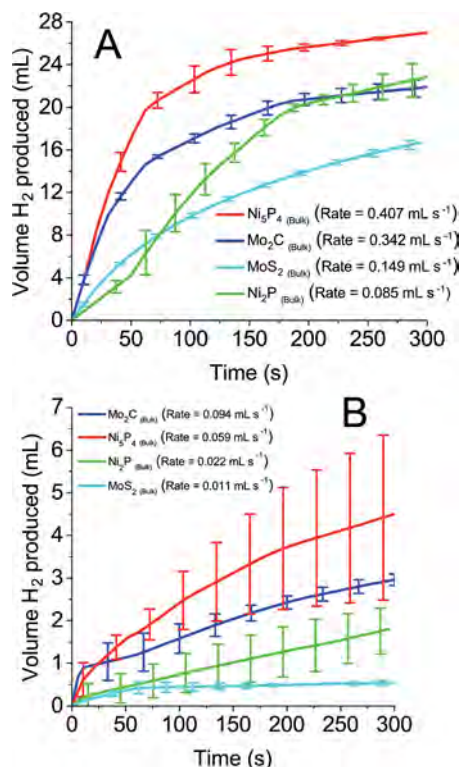 A
Volume H2 produced (mL)
28
24
20
16
12
8
4
0
Ni5P4 (Bulk) (Rate = 0.407 mL s-1)
Mo2C (Bulk) (Rate = 0.342 mL s-1)
MoS2 (Bulk) (Rate = 0.149 mL s-1)
Ni2P (Bulk) (Rate = 0.085 mL s-1)
0 50 100 150 200 250 300
Time (s)
B
Volume H2 produced (mL)
7
6
5
4
3
2
1
0
Mo2C (Bulk) (Rate = 0.094 mL s-1)
Ni5P4 (Bulk) (Rate = 0.059 mL s-1)
Ni2P (Bulk) (Rate = 0.022 mL s-1)
MoS2 (Bulk) (Rate = 0.011 mL s-1)
0 50 100 150 200 250 300
Time (s)